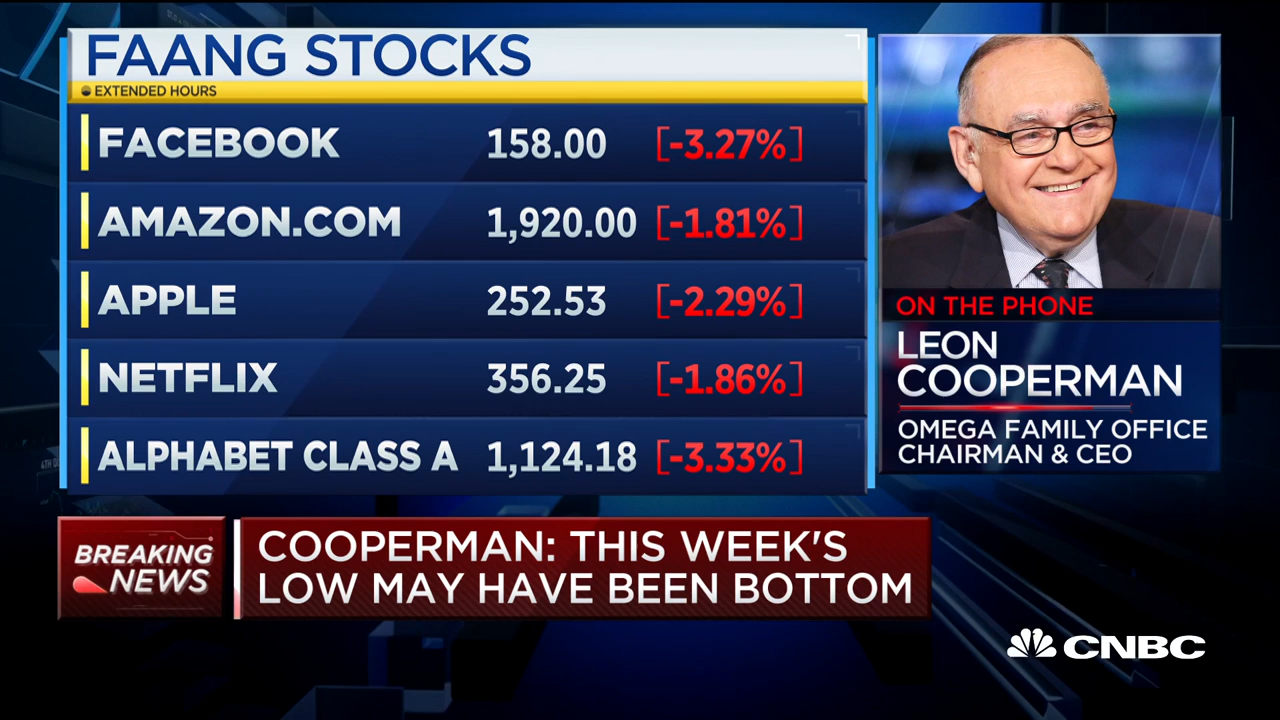 FAANG STOCKS
EXTENDED HOURS
FACEBOOK 158.00 [-3.27%]
AMAZON.COM 1,920.00 [-1.81%]
APPLE 252.53 [-2.29%]
NETFLIX 356.25 [-1.86%]
ALPHABET CLASS A 1,124.18 [-3.33%]
ON THE PHONE
LEON
COOPERMAN
OMEGA FAMILY OFFICE
CHAIRMAN & CEO
BREAKING
NEWS
COOPERMAN: THIS WEEK'S
LOW MAY HAVE BEEN BOTTOM
CNBC